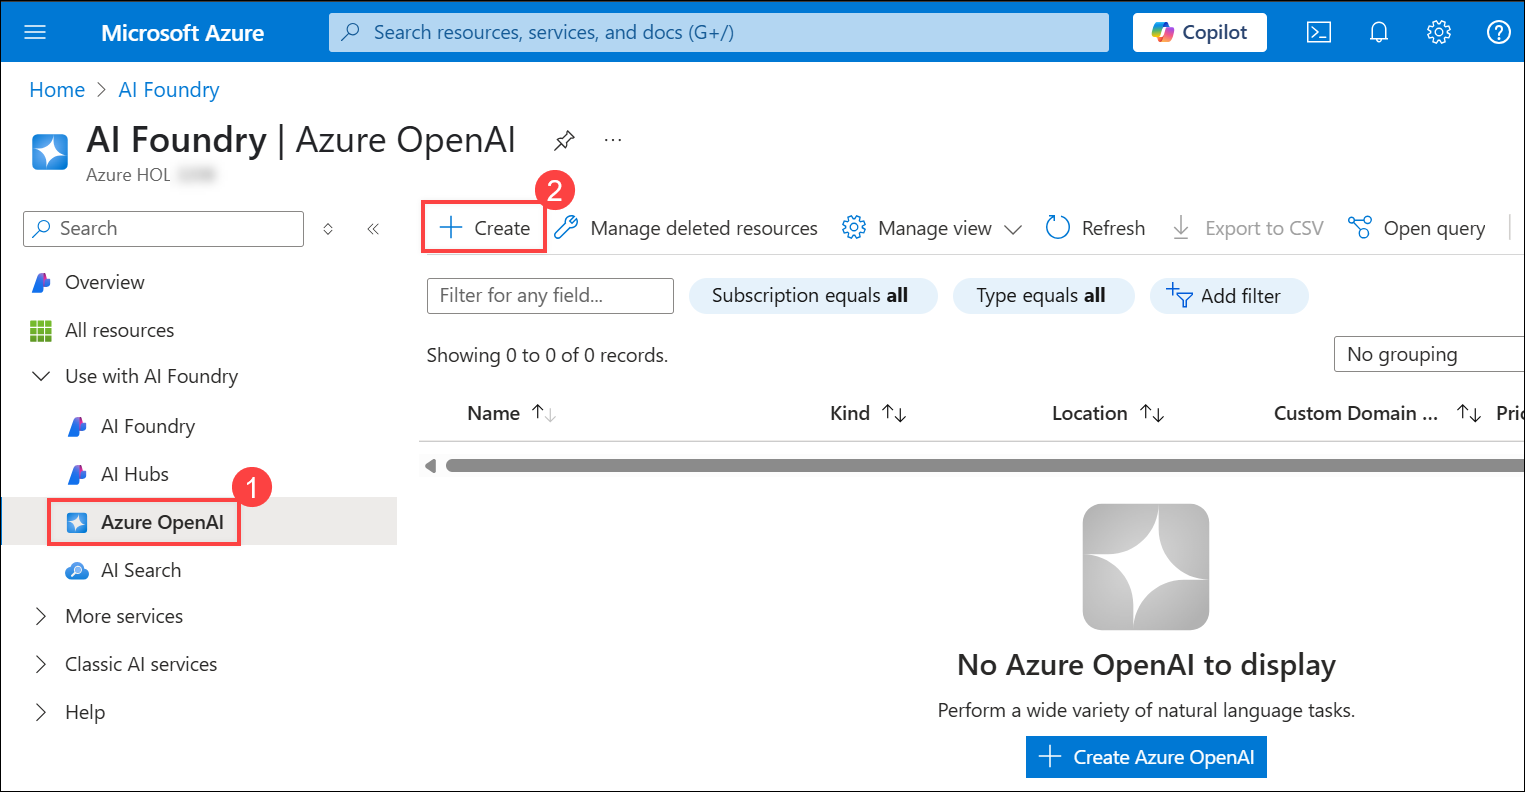 Microsoft Azure
Search resources, services, and docs (G+/)
Copilot
Home > AI Foundry
AI Foundry | Azure OpenAI
...
Azure HOL
Search
2
Create
Manage deleted resources
Manage view
Refresh
Export to CSV
Open query
Overview
All resources
Use with AI Foundry
AI Foundry
AI Hubs
1
Azure OpenAI
AI Search
More services
Classic AI services
Help
Filter for any field...
Subscription equals all
Type equals all
Add filter
Showing 0 to 0 of 0 records.
No grouping
Name
Kind
Location
Custom Domain ...
No Azure OpenAI to display
Perform a wide variety of natural language tasks.
Create Azure OpenAI